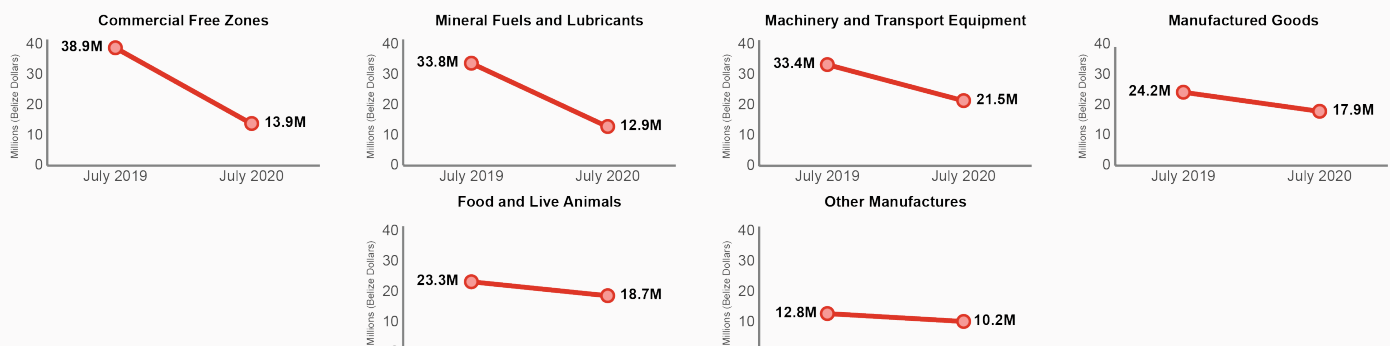 Commercial Free Zones
Millions (Belize Dollars)
40
30
20
10
0
38.9M
13.9M
July 2019
July 2020
Mineral Fuels and Lubricants
Millions (Belize Dollars)
40
30
20
10
0
33.8M
12.9M
July 2019
July 2020
Machinery and Transport Equipment
Millions (Belize Dollars)
40
30
20
10
0
33.4M
21.5M
July 2019
July 2020
Manufactured Goods
Millions (Belize Dollars)
40
30
20
10
0
24.2M
17.9M
July 2019
July 2020
Food and Live Animals
Millions (Belize Dollars)
40
30
20
10
23.3M
18.7M
Other Manufactures
Millions (Belize Dollars)
40
30
20
10
12.8M
10.2M